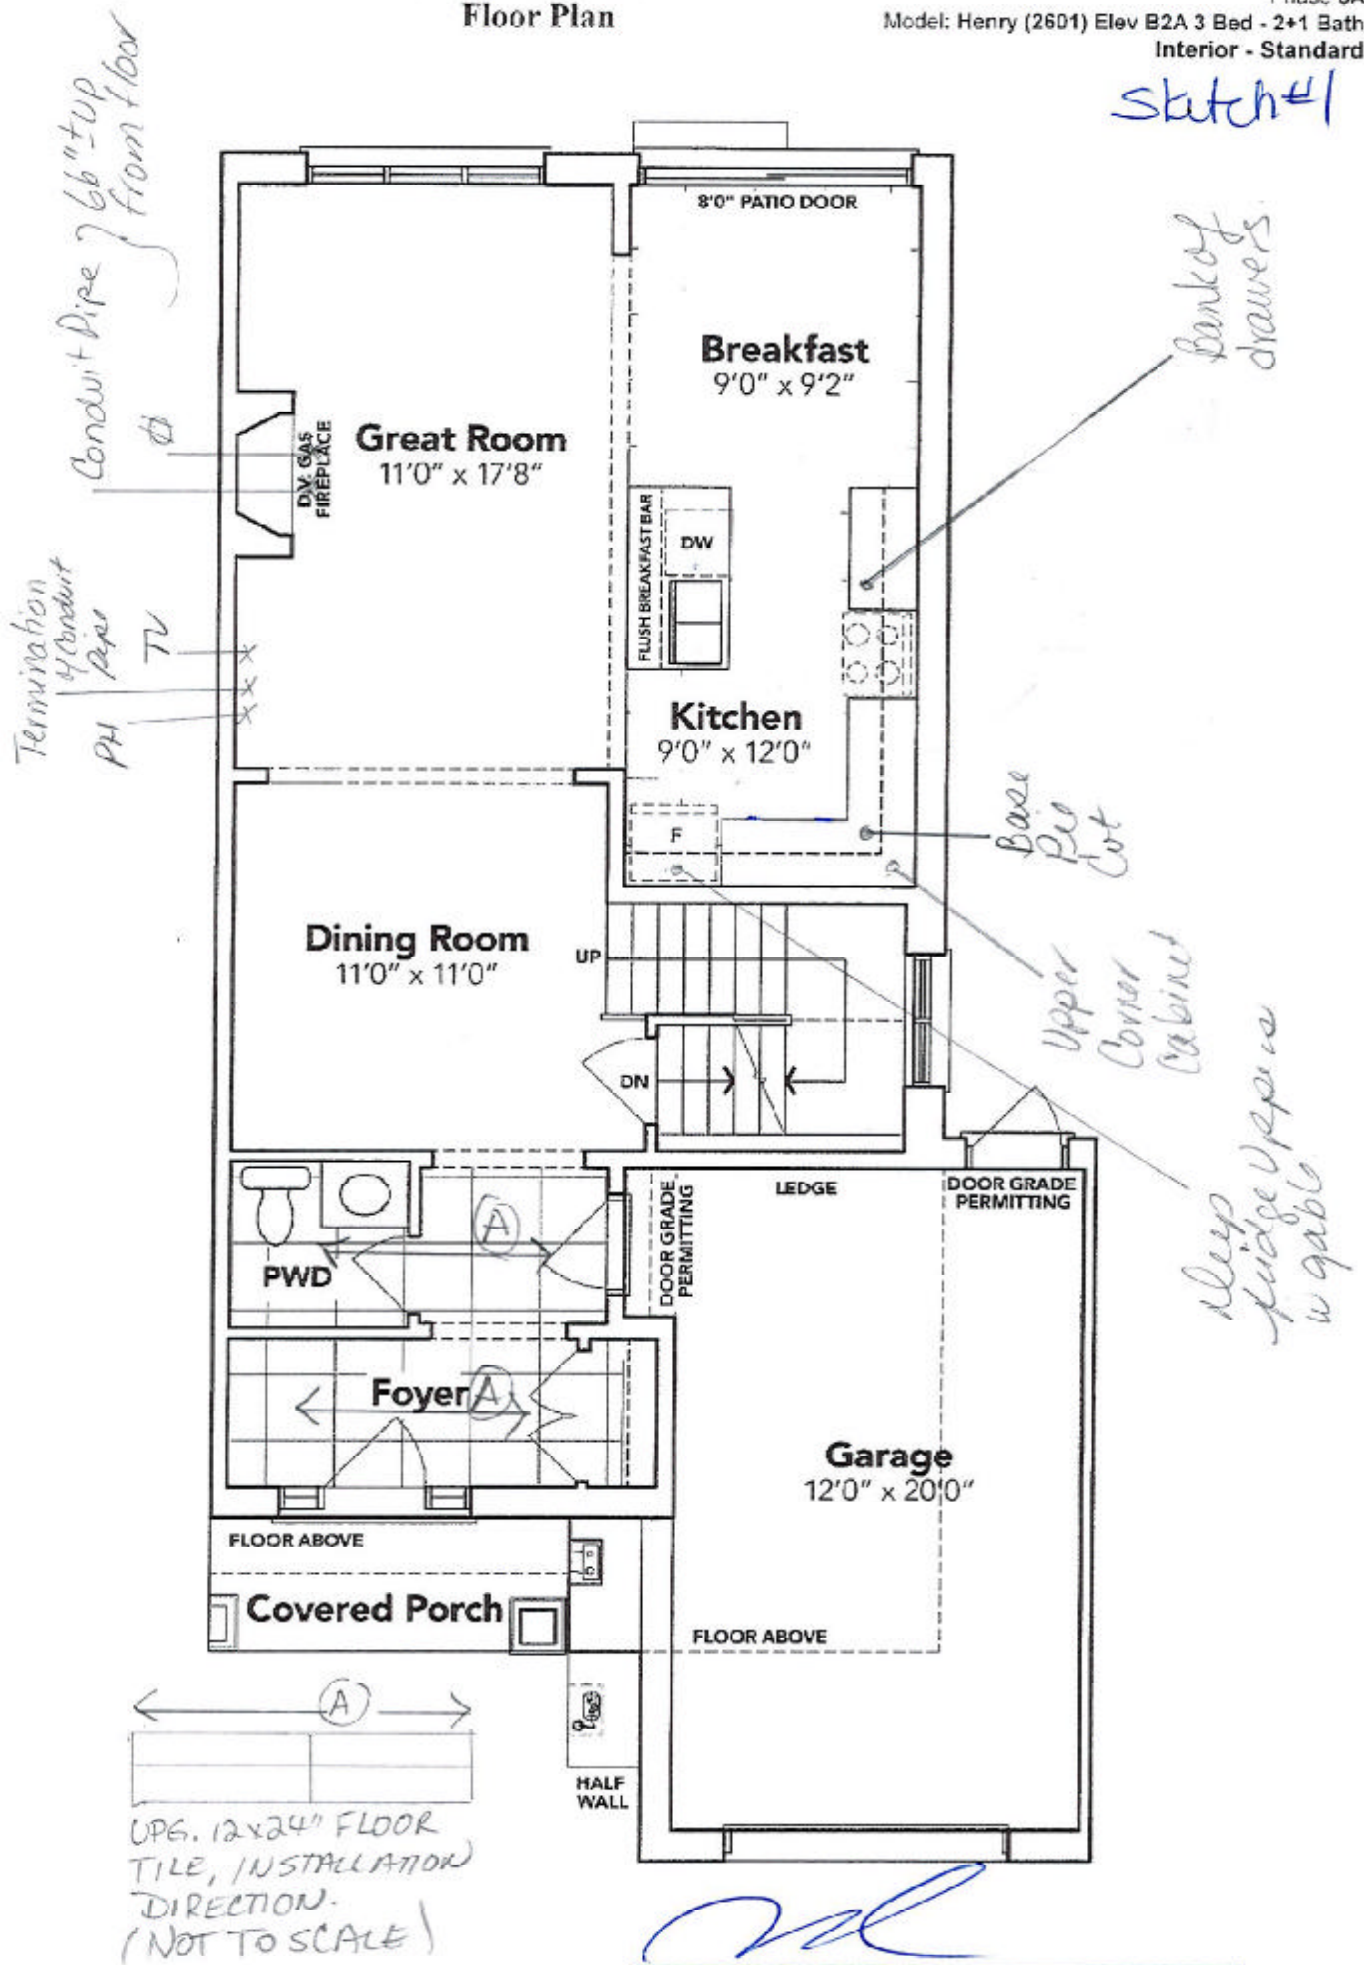 Floor Plan
Model: Henry (2601) Elev B2A 3 Bed - 2+1 Bath
Interior - Standard
Sketch #1
Conduit Pipe } 66"± up
from floor
8'0" PATIO DOOR
Bank of
drawers
Breakfast
9'0" x 9'2"
Great Room
11'0" x 17'8"
D.V. GAS
FIREPLACE
FLUSH BREAKFAST BAR
DW
Termination
of Conduit
Pipe
TV
PH
Kitchen
9'0" x 12'0"
F
Base
Pie
Cut
Dining Room
11'0" x 11'0"
UP
DN
Upper
Corner
Cabinet
Deep
fridge Uppers
w gable
LEDGE
DOOR GRADE
PERMITTING
DOOR GRADE
PERMITTING
A
PWD
Foyer
A
Garage
12'0" x 20'0"
FLOOR ABOVE
Covered Porch
FLOOR ABOVE
A
HALF
WALL
UPG. 12x24" FLOOR
TILE, INSTALLATION
DIRECTION.
(NOT TO SCALE)